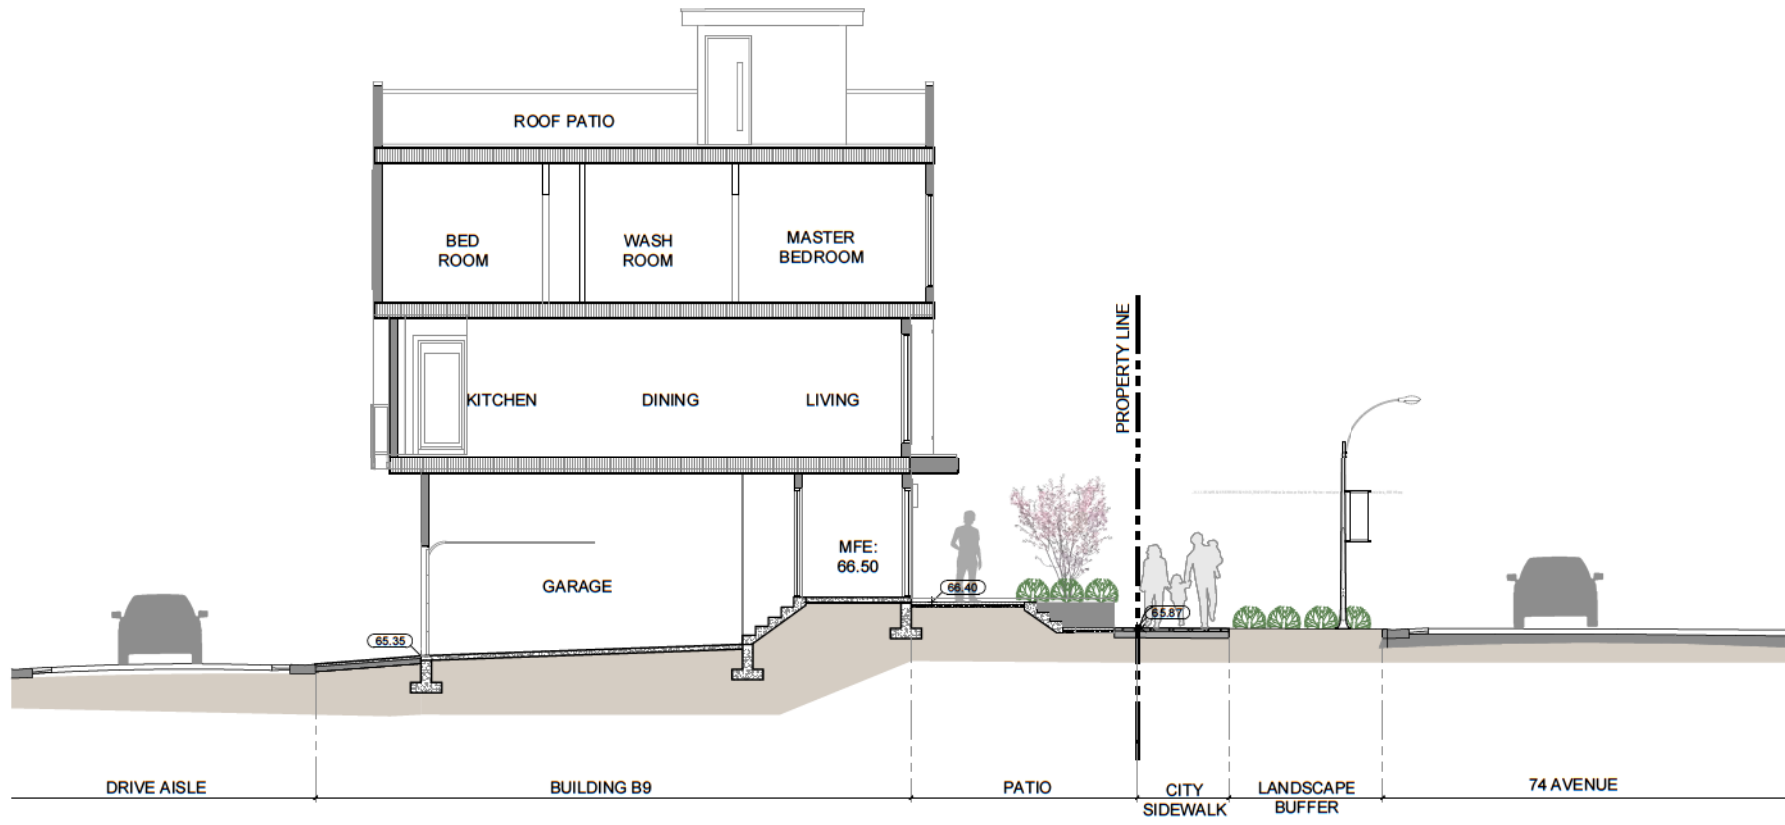 ROOF PATIO
BED
ROOM
WASH
ROOM
MASTER
BEDROOM
PROPERTY LINE
KITCHEN
DINING
LIVING
MFE:
66.50
GARAGE
66.40
65.87
65.35
DRIVE AISLE
BUILDING B9
PATIO
CITY
SIDEWALK
LANDSCAPE
BUFFER
74 AVENUE